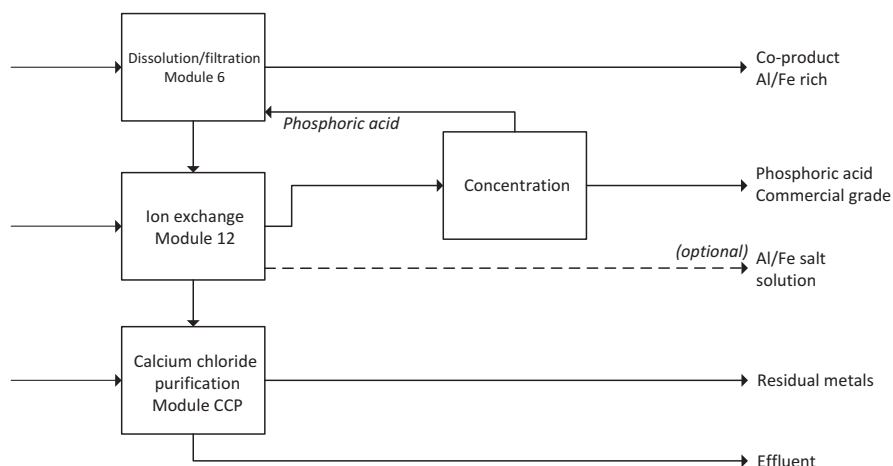 Dissolution/filtration
Module 6
Co-product
Al/Fe rich
Phosphoric acid
Concentration
Phosphoric acid
Commercial grade
Ion exchange
Module 12
(optional)
Al/Fe salt
solution
Calcium chloride
purification
Module CCP
Residual metals
Effluent